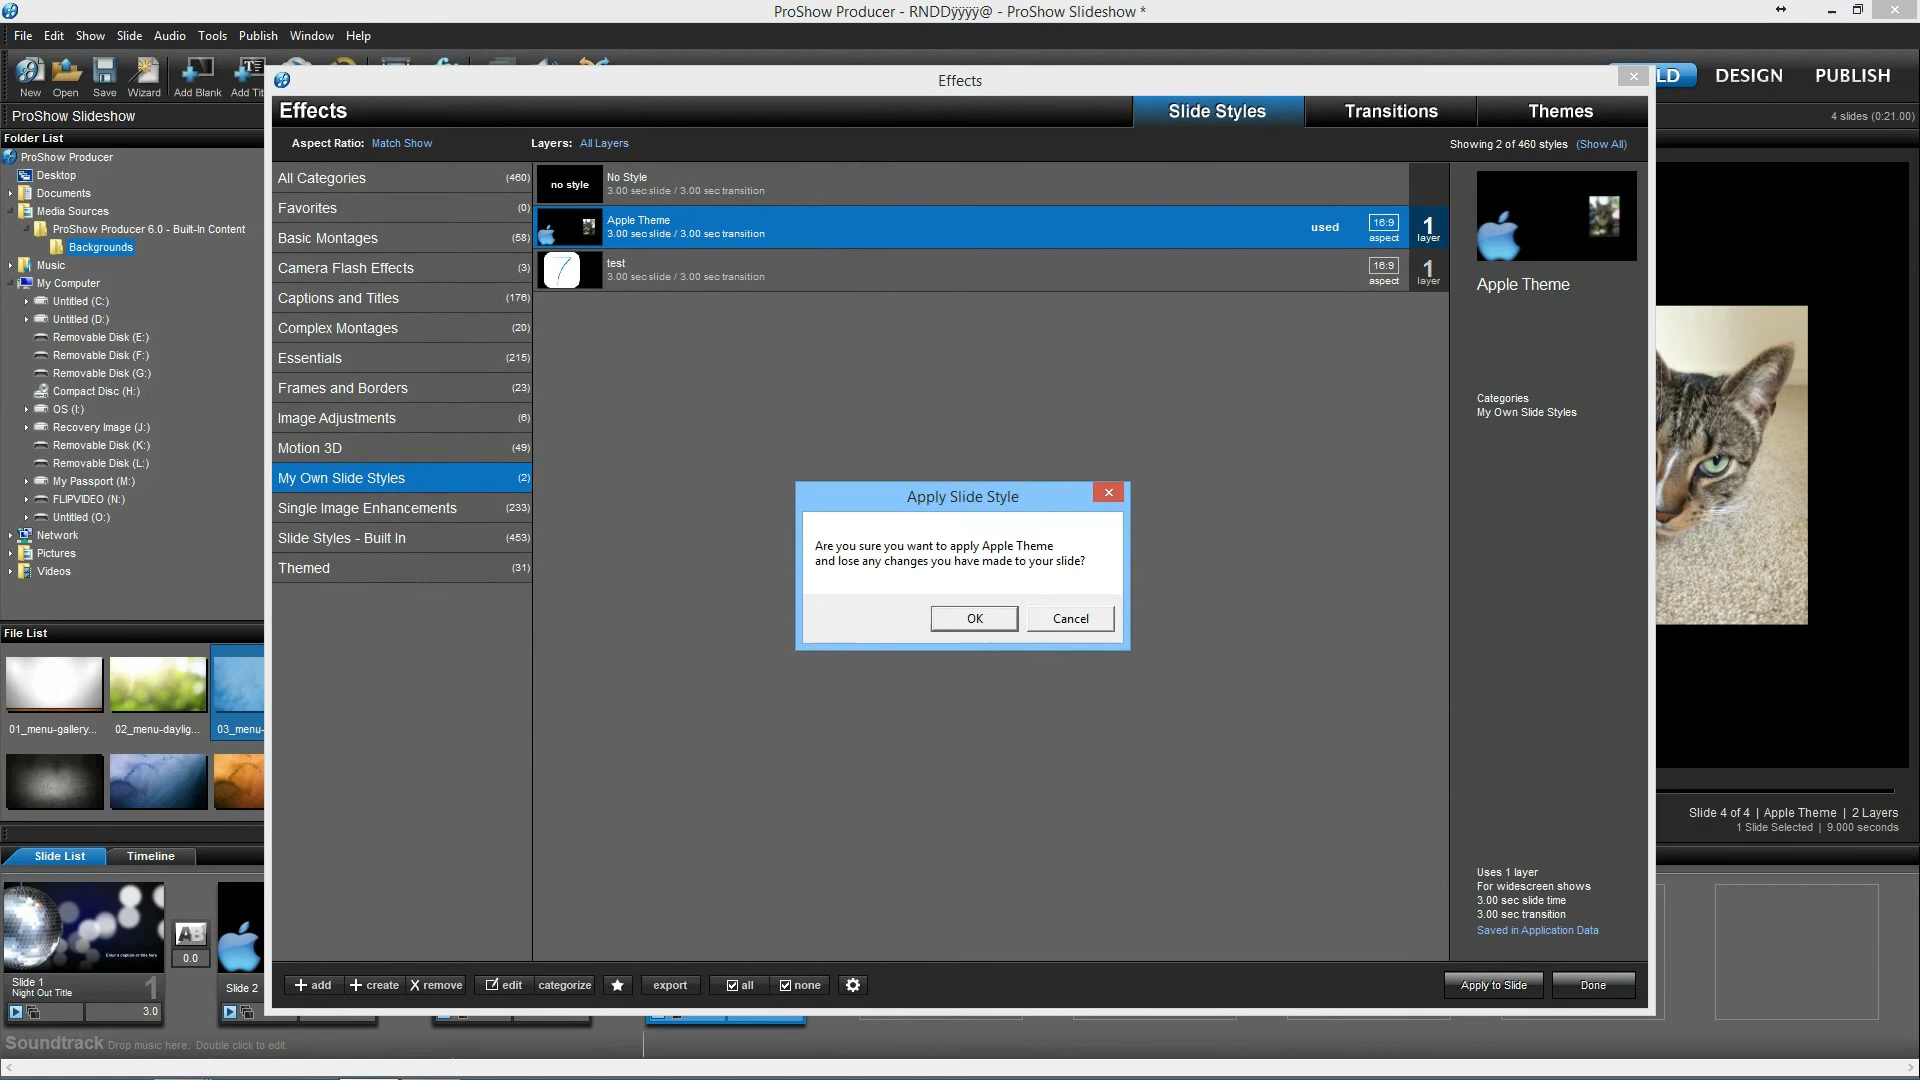 ProShow Producer - RNDDÿÿÿÿ@ - ProShow Slideshow *
File Edit Show Slide Audio Tools Publish Window Help
New Open Save Wizard Add Blank
DESIGN PUBLISH
ProShow Slideshow
4 slides (0:21.00)
Effects
Effects
Slide Styles Transitions Themes
Aspect Ratio: Match Show Layers: All Layers
Showing 2 of 460 styles (Show All)
Folder List
ProShow Producer
Desktop
Documents
Media Sources
ProShow Producer 6.0 - Built-In Content
Backgrounds
Music
My Computer
Untitled (C:)
Untitled (D:)
Removable Disk (E:)
Removable Disk (F:)
Removable Disk (G:)
Compact Disc (H:)
OS (I:)
Recovery Image (J:)
Removable Disk (K:)
Removable Disk (L:)
My Passport (M:)
FLIPVIDEO (N:)
Untitled (O:)
Network
Pictures
Videos
All Categories (460)
Favorites (0)
Basic Montages (58)
Camera Flash Effects (3)
Captions and Titles (176)
Complex Montages (20)
Essentials (215)
Frames and Borders (23)
Image Adjustments (6)
Motion 3D (49)
My Own Slide Styles (2)
Single Image Enhancements (233)
Slide Styles - Built In (453)
Themed (31)
no style
No Style
3.00 sec slide / 3.00 sec transition
Apple Theme
3.00 sec slide / 3.00 sec transition
used
16:9
aspect
1
layer
7
test
3.00 sec slide / 3.00 sec transition
16:9
aspect
1
layer
Apple Theme
Categories
My Own Slide Styles
Apply Slide Style
Are you sure you want to apply Apple Theme
and lose any changes you have made to your slide?
OK Cancel
Uses 1 layer
For widescreen shows
3.00 sec slide time
3.00 sec transition
Saved in Application Data
add create remove edit categorize export all none
Apply to Slide Done
Slide 4 of 4 | Apple Theme | 2 Layers
1 Slide Selected | 9.000 seconds
File List
01_menu-gallery...
02_menu-daylig...
03_menu-
Slide List Timeline
Enter a caption or title here
AB
0.0
Slide 1
Night Out Title
1
3.0
Slide 2
Soundtrack Drop music here. Double click to edit.